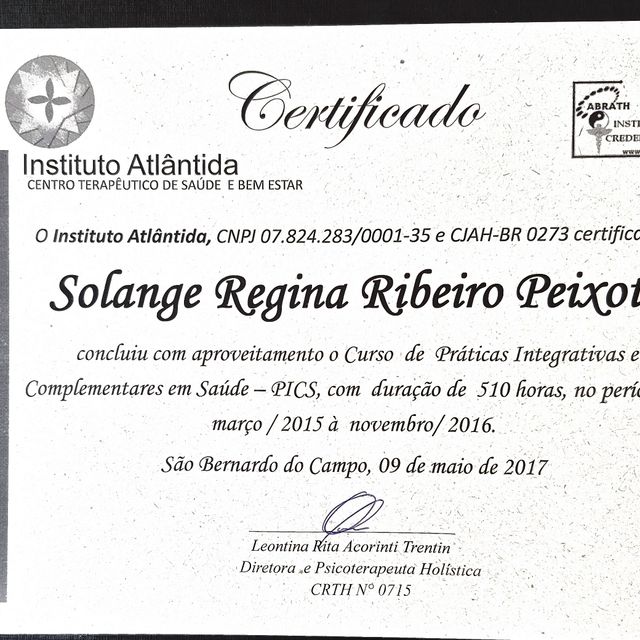 Certificado
ABRATH
INSTI
CREDE
www
Instituto Atlântida
CENTRO TERAPÊUTICO DE SAÚDE E BEM ESTAR
O Instituto Atlântida, CNPJ 07.824.283/0001-35 e CJAH-BR 0273 certifica
Solange Regina Ribeiro Peixot
concluiu com aproveitamento o Curso de Práticas Integrativas e
Complementares em Saúde – PICS, com duração de 510 horas, no perío
março / 2015 à novembro/ 2016.
São Bernardo do Campo, 09 de maio de 2017
Leontina Rita Acorinti Trentin
Diretora e Psicoterapeuta Holística
CRTH N° 0715